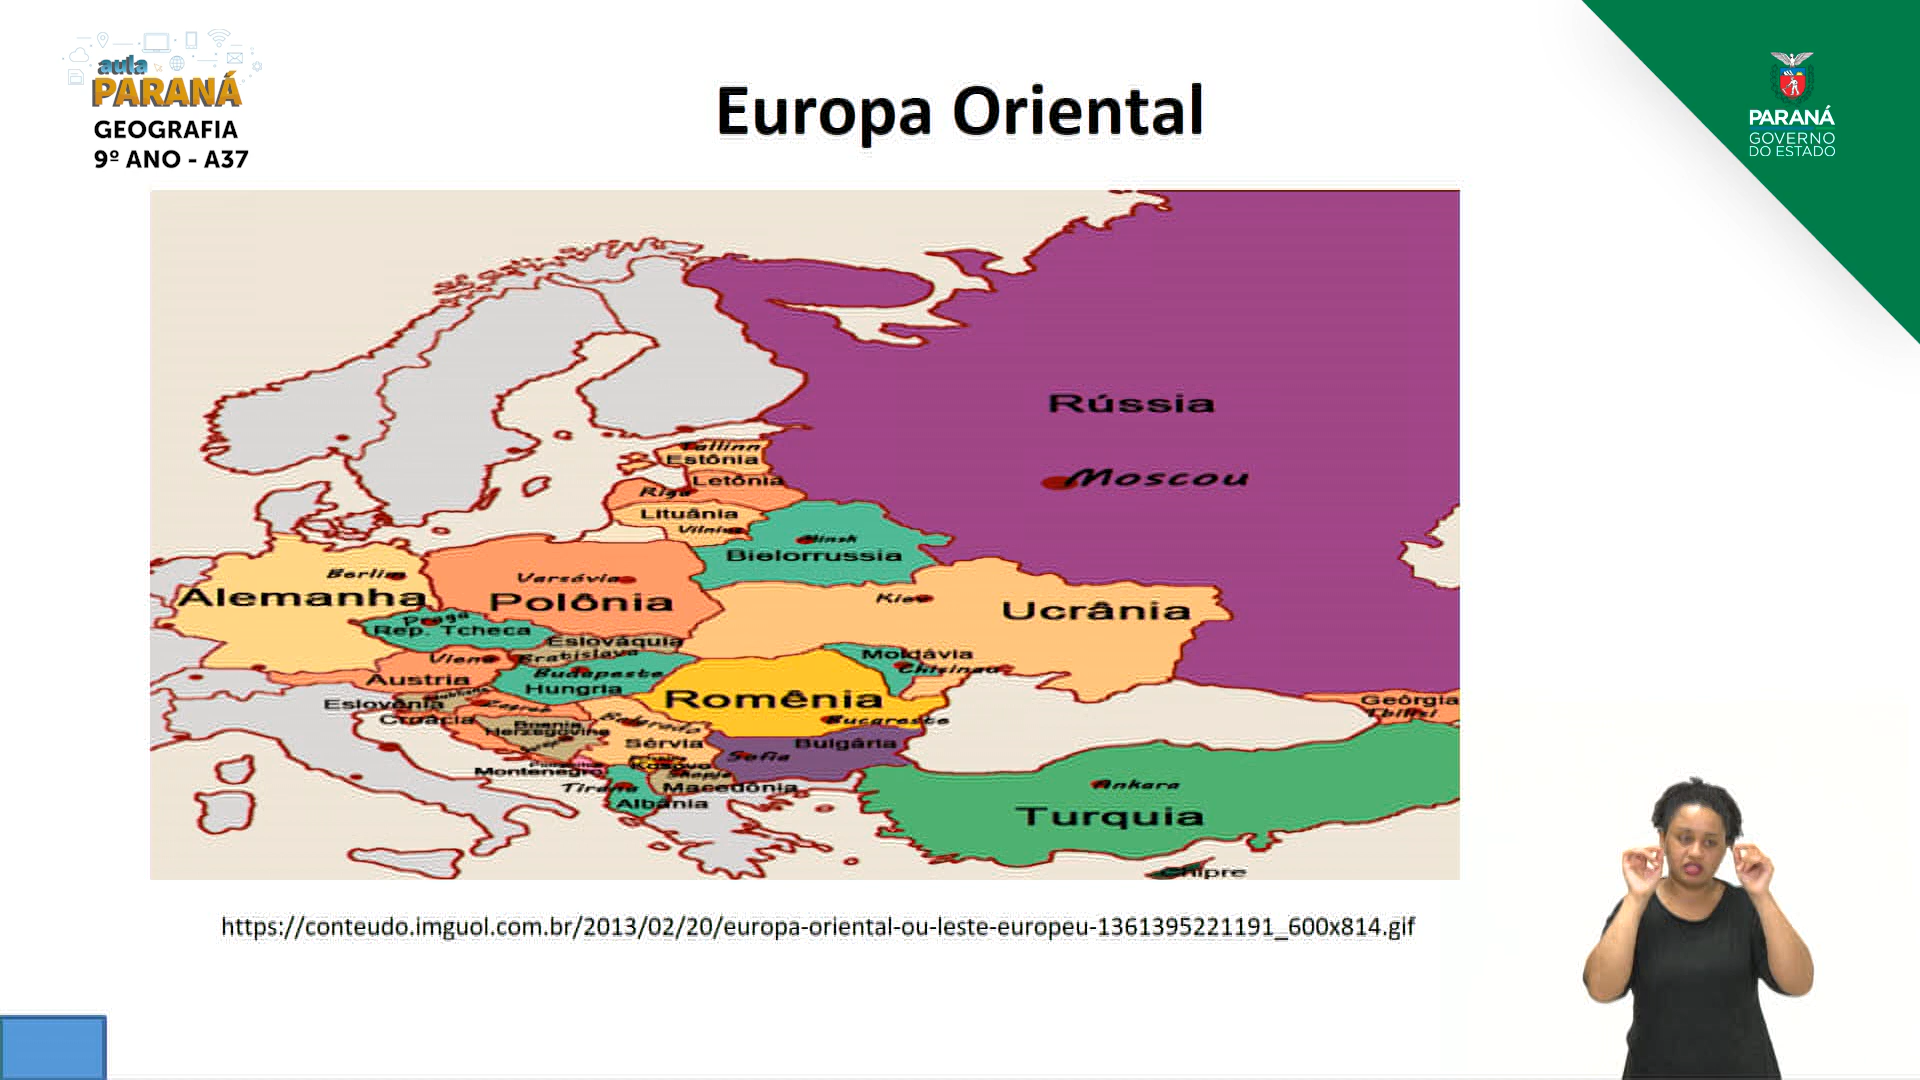 aula
PARANÁ
GEOGRAFIA
9º ANO - A37
Europa Oriental
PARANÁ
GOVERNO
DO ESTADO
Rússia
Moscou
Tallinn
Estônia
Letônia
Riga
Lituânia
Vilnius
Minsk
Bielorrussia
Berlim
Alemanha
Varsóvia
Polônia
Kiev
Ucrânia
Praga
Rep. Tcheca
Eslováquia
Bratislava
Viena
Áustria
Budapeste
Hungria
Moldávia
Chisinau
Romênia
Bucareste
Eslovênia
Zagreb
Croácia
Bosnia
Herzegovina
Belgrado
Sérvia
Sofia
Bulgária
Geórgia
Tbilisi
Montenegro
Kosovo
Skopje
Macedônia
Tirana
Albânia
Ankara
Turquia
Chipre
https://conteudo.imguol.com.br/2013/02/20/europa-oriental-ou-leste-europeu-1361395221191_600x814.gif